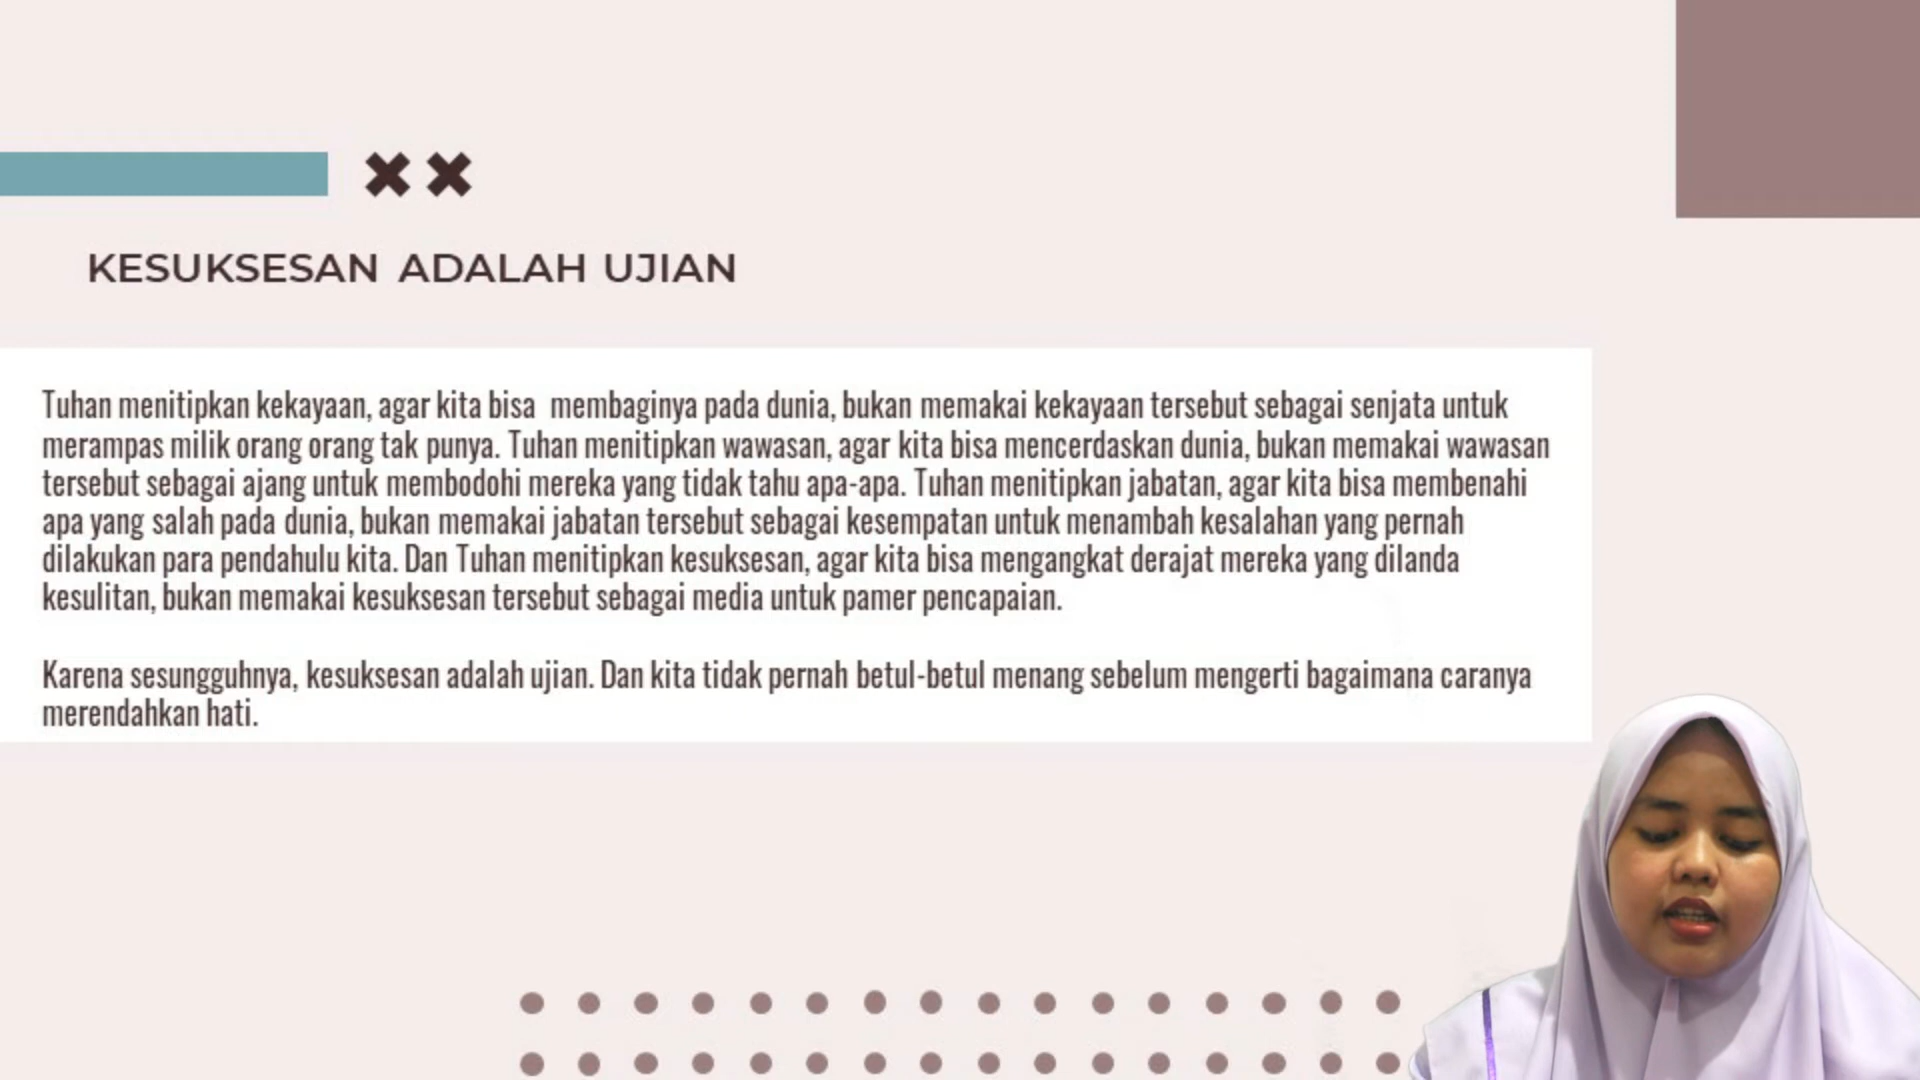 KESUKSESAN ADALAH UJIAN
Tuhan menitipkan kekayaan, agar kita bisa membaginya pada dunia, bukan memakai kekayaan tersebut sebagai senjata untuk
merampas milik orang orang tak punya. Tuhan menitipkan wawasan, agar kita bisa mencerdaskan dunia, bukan memakai wawasan
tersebut sebagai ajang untuk membodohi mereka yang tidak tahu apa-apa. Tuhan menitipkan jabatan, agar kita bisa membenahi
apa yang salah pada dunia, bukan memakai jabatan tersebut sebagai kesempatan untuk menambah kesalahan yang pernah
dilakukan para pendahulu kita. Dan Tuhan menitipkan kesuksesan, agar kita bisa mengangkat derajat mereka yang dilanda
kesulitan, bukan memakai kesuksesan tersebut sebagai media untuk pamer pencapaian.
Karena sesungguhnya, kesuksesan adalah ujian. Dan kita tidak pernah betul-betul menang sebelum mengerti bagaimana caranya
merendahkan hati.